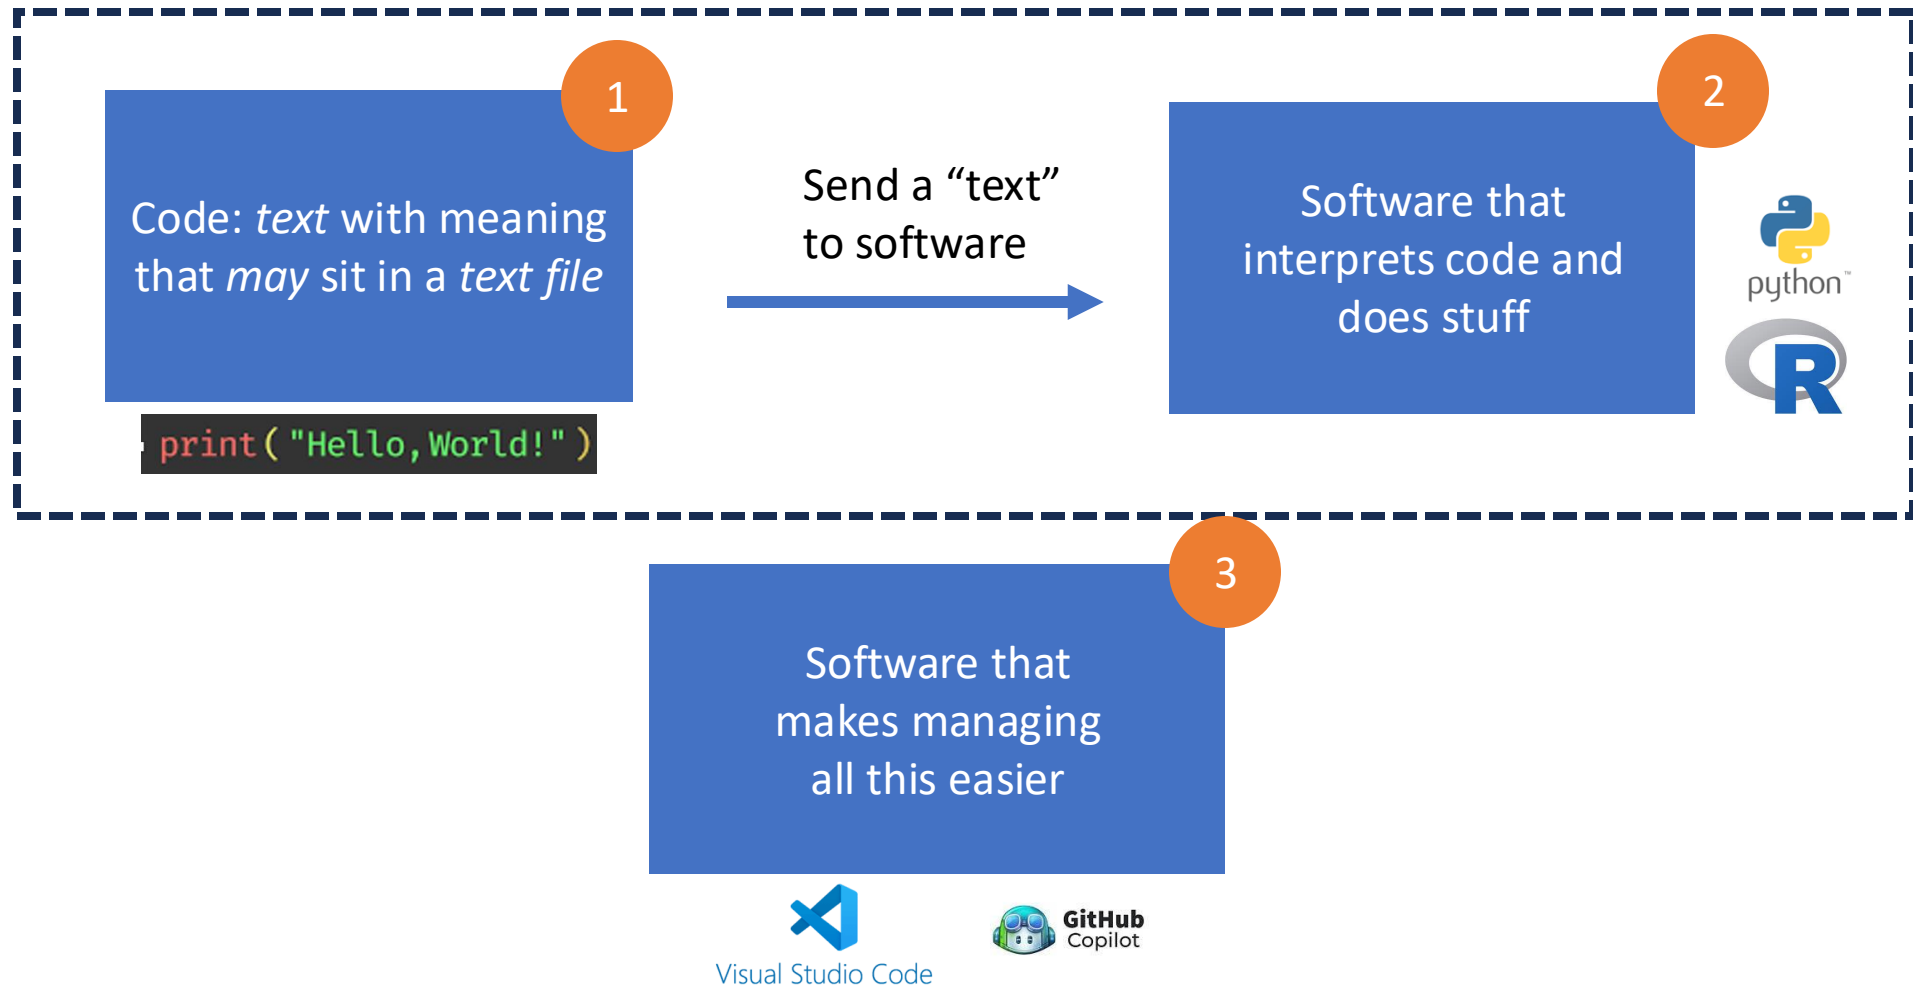 1
Code: text with meaning
that may sit in a text file
print("Hello,World!")
Send a “text”
to software
2
Software that
interprets code and
does stuff
python™
R
3
Software that
makes managing
all this easier
Visual Studio Code
GitHub
Copilot